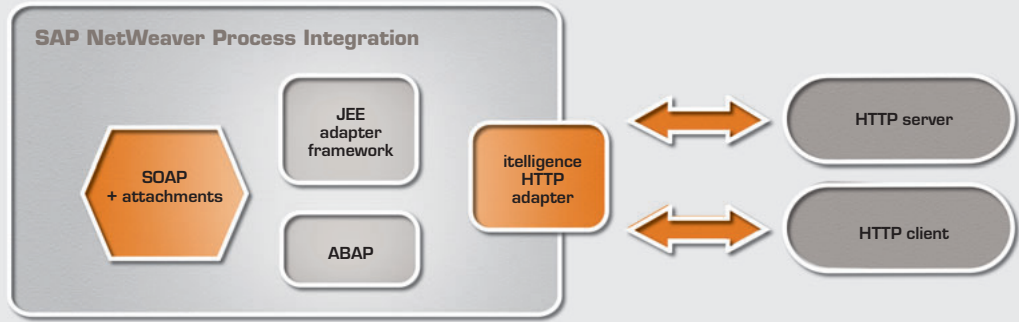 SAP NetWeaver Process Integration
JEE
adapter
framework
SOAP
+ attachments
ABAP
itelligence
HTTP
adapter
HTTP server
HTTP client